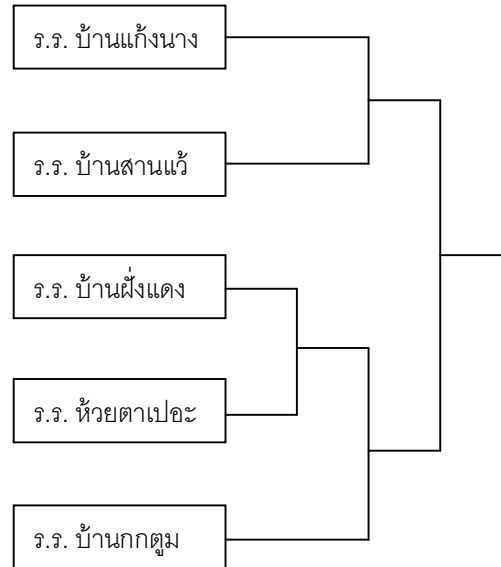 ร.ร. บ้านแก้งนาง
ร.ร. บ้านสานแว้
ร.ร. บ้านฝั่งแดง
ร.ร. ห้วยตาเปอะ
ร.ร. บ้านกกตูม